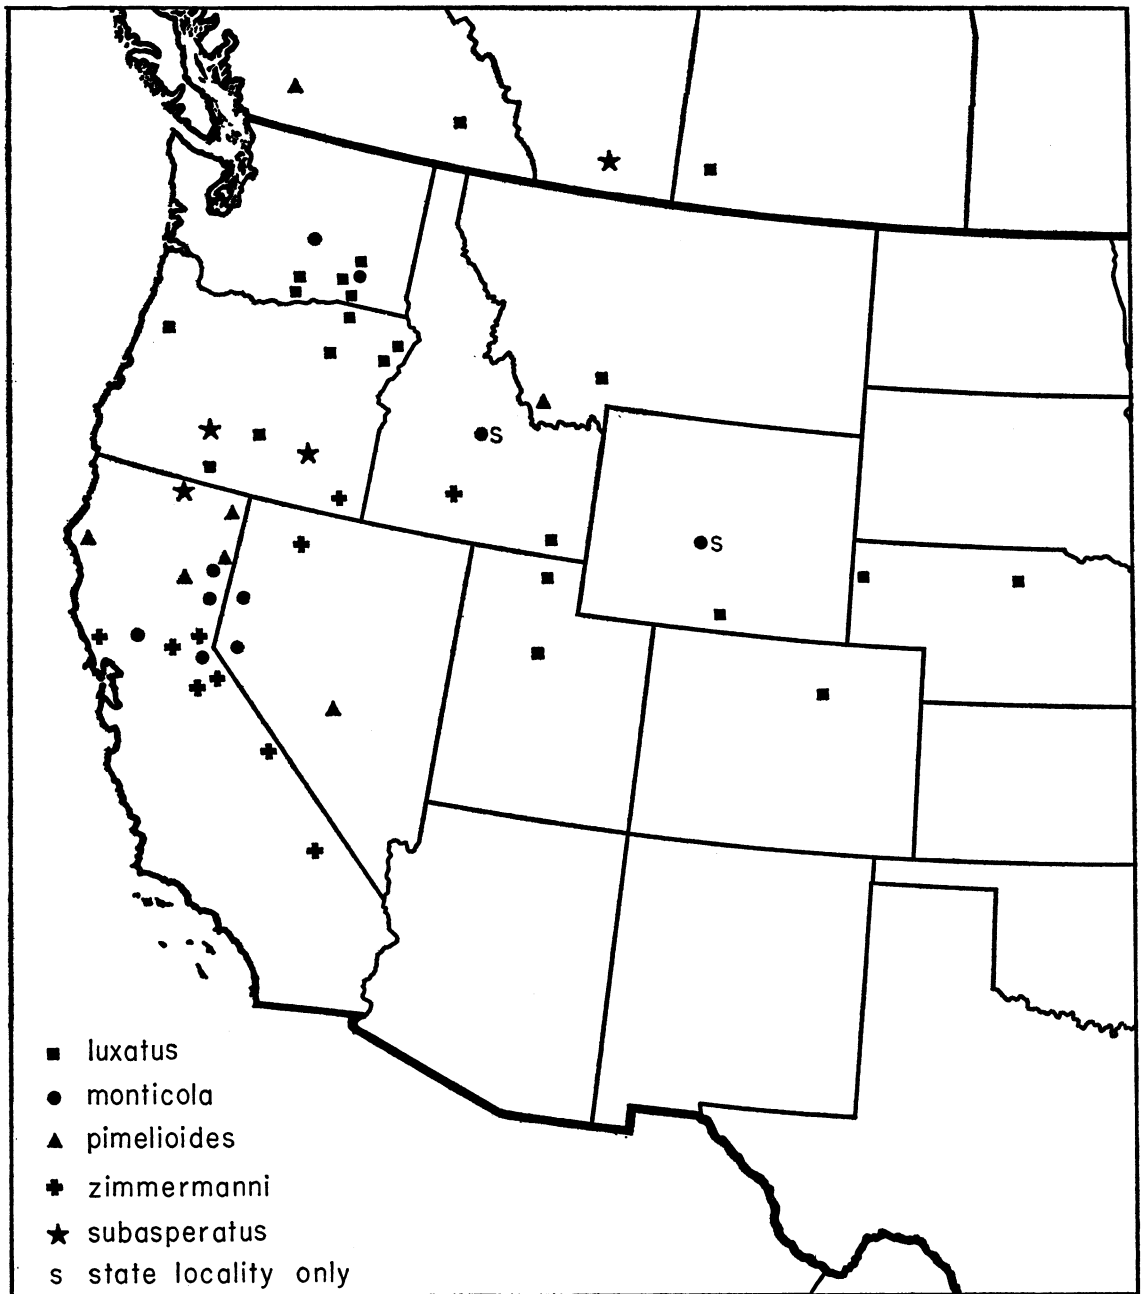 s
s
luxatus
monticola
pimelioides
zimmermanni
subasperatus
s state locality only